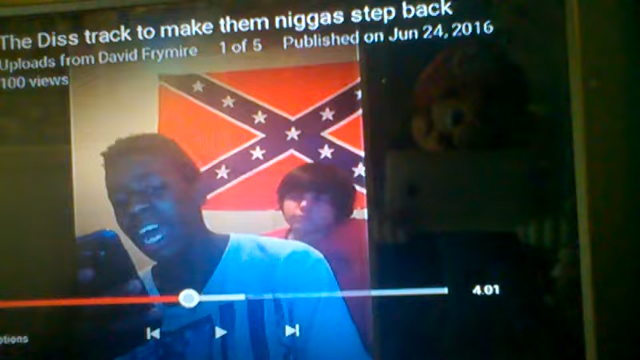 The Diss track to make them niggas step back
Uploads from David Frymire 1 of 5 Published on Jun 24, 2016
100 views
4:01
ptions